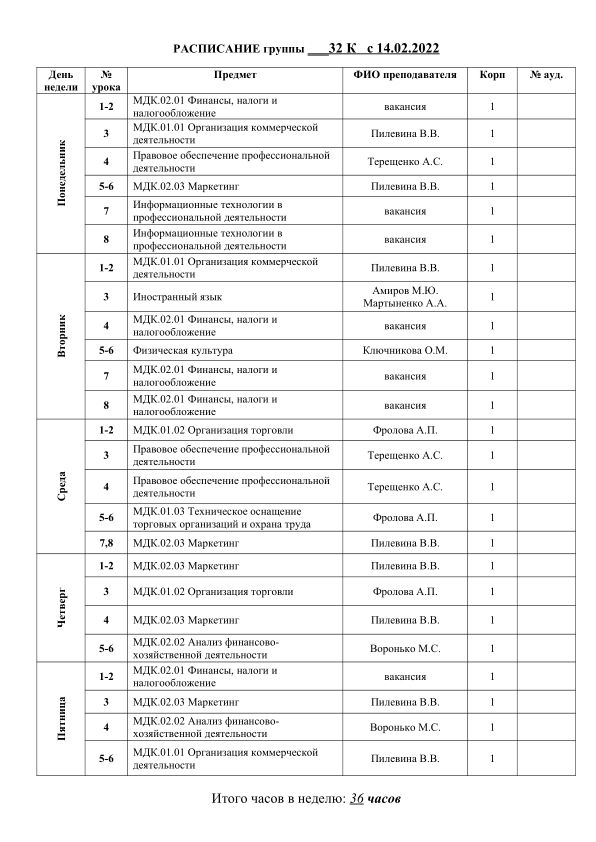 РАСПИСАНИЕ группы ___32 К с 14.02.2022
День недели № урока Предмет ФИО преподавателя Корп № ауд.
Понедельник
1-2 МДК.02.01 Финансы, налоги и налогообложение вакансия 1
3 МДК.01.01 Организация коммерческой деятельности Пилевина В.В. 1
4 Правовое обеспечение профессиональной деятельности Терещенко А.С. 1
5-6 МДК.02.03 Маркетинг Пилевина В.В. 1
7 Информационные технологии в профессиональной деятельности вакансия 1
8 Информационные технологии в профессиональной деятельности вакансия 1
Вторник
1-2 МДК.01.01 Организация коммерческой деятельности Пилевина В.В. 1
3 Иностранный язык Амиров М.Ю. Мартыненко А.А. 1
4 МДК.02.01 Финансы, налоги и налогообложение вакансия 1
5-6 Физическая культура Ключникова О.М. 1
7 МДК.02.01 Финансы, налоги и налогообложение вакансия 1
8 МДК.02.01 Финансы, налоги и налогообложение вакансия 1
Среда
1-2 МДК.01.02 Организация торговли Фролова А.П. 1
3 Правовое обеспечение профессиональной деятельности Терещенко А.С. 1
4 Правовое обеспечение профессиональной деятельности Терещенко А.С. 1
5-6 МДК.01.03 Техническое оснащение торговых организаций и охрана труда Фролова А.П. 1
7,8 МДК.02.03 Маркетинг Пилевина В.В. 1
Четверг
1-2 МДК.02.03 Маркетинг Пилевина В.В. 1
3 МДК.01.02 Организация торговли Фролова А.П. 1
4 МДК.02.03 Маркетинг Пилевина В.В. 1
5-6 МДК.02.02 Анализ финансово-хозяйственной деятельности Воронько М.С. 1
Пятница
1-2 МДК.02.01 Финансы, налоги и налогообложение вакансия 1
3 МДК.02.03 Маркетинг Пилевина В.В. 1
4 МДК.02.02 Анализ финансово-хозяйственной деятельности Воронько М.С. 1
5-6 МДК.01.01 Организация коммерческой деятельности Пилевина В.В. 1
Итого часов в неделю: 36 часов